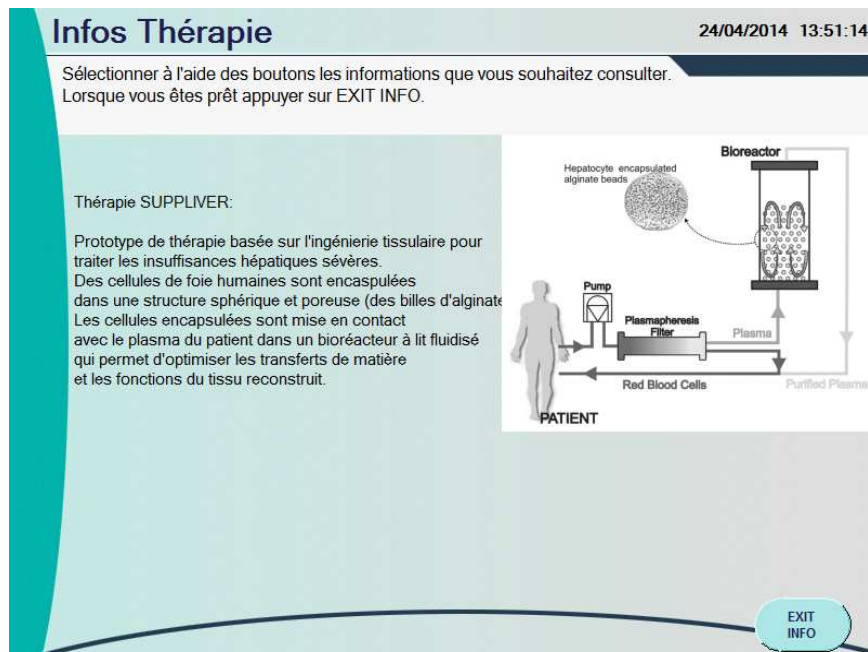 Infos Thérapie
24/04/2014 13:51:14
Sélectionner à l'aide des boutons les informations que vous souhaitez consulter.
Lorsque vous êtes prêt appuyer sur EXIT INFO.
Thérapie SUPPLIVER:
Prototype de thérapie basée sur l'ingénierie tissulaire pour
traiter les insuffisances hépatiques sévères.
Des cellules de foie humaines sont encaspulées
dans une structure sphérique et poreuse (des billes d'alginate
Les cellules encapsulées sont mise en contact
avec le plasma du patient dans un bioréacteur à lit fluidisé
qui permet d'optimiser les transferts de matière
et les fonctions du tissu reconstruit.
Bioreactor
Hepatocyte encapsulated
alginate beads
Pump
Plasmapheresis
Filter
Plasma
Red Blood Cells
Purified Plasma
PATIENT
EXIT
INFO